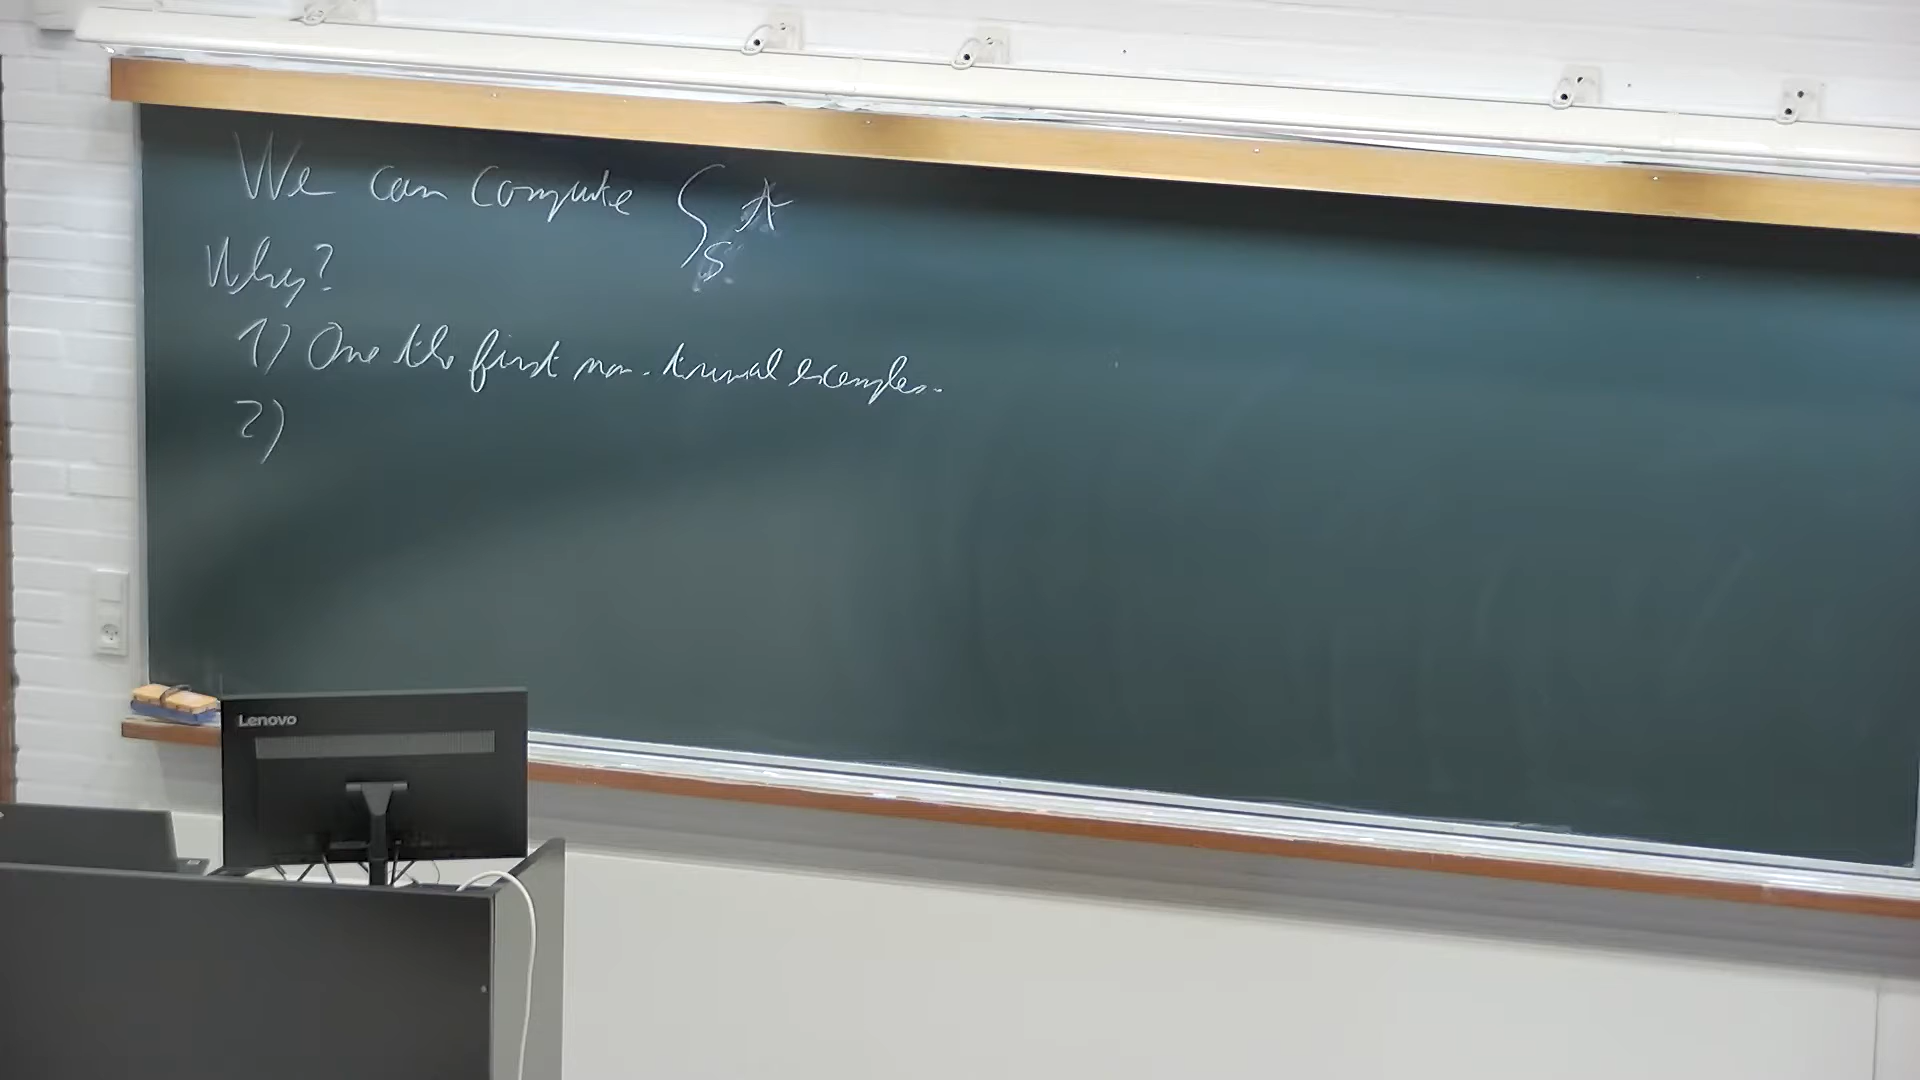 We can compute ∫_S A
Why?
1) One the first non-trivial examples.
2)
Lenovo